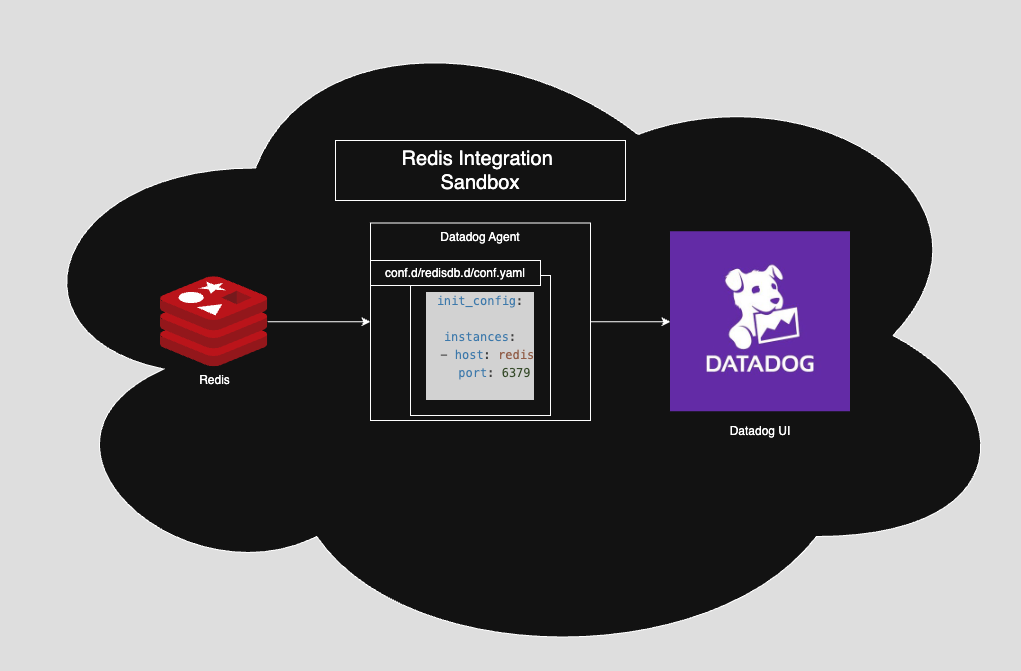 Redis Integration
Sandbox
Datadog Agent
conf.d/redisdb.d/conf.yaml
init_config:
instances:
- host: redis
port: 6379
Redis
DATADOG
Datadog UI